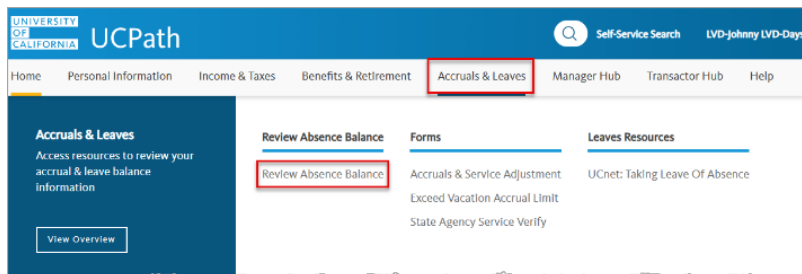 UNIVERSITY
OF
CALIFORNIA
UCPath
Self-Service Search
LVD-Johnny LVD-Days
Home
Personal Information
Income & Taxes
Benefits & Retirement
Accruals & Leaves
Manager Hub
Transactor Hub
Help
Accruals & Leaves
Access resources to review your
accrual & leave balance
information
View Overview
Review Absence Balance
Review Absence Balance
Forms
Accruals & Service Adjustment
Exceed Vacation Accrual Limit
State Agency Service Verify
Leaves Resources
UCnet: Taking Leave Of Absence